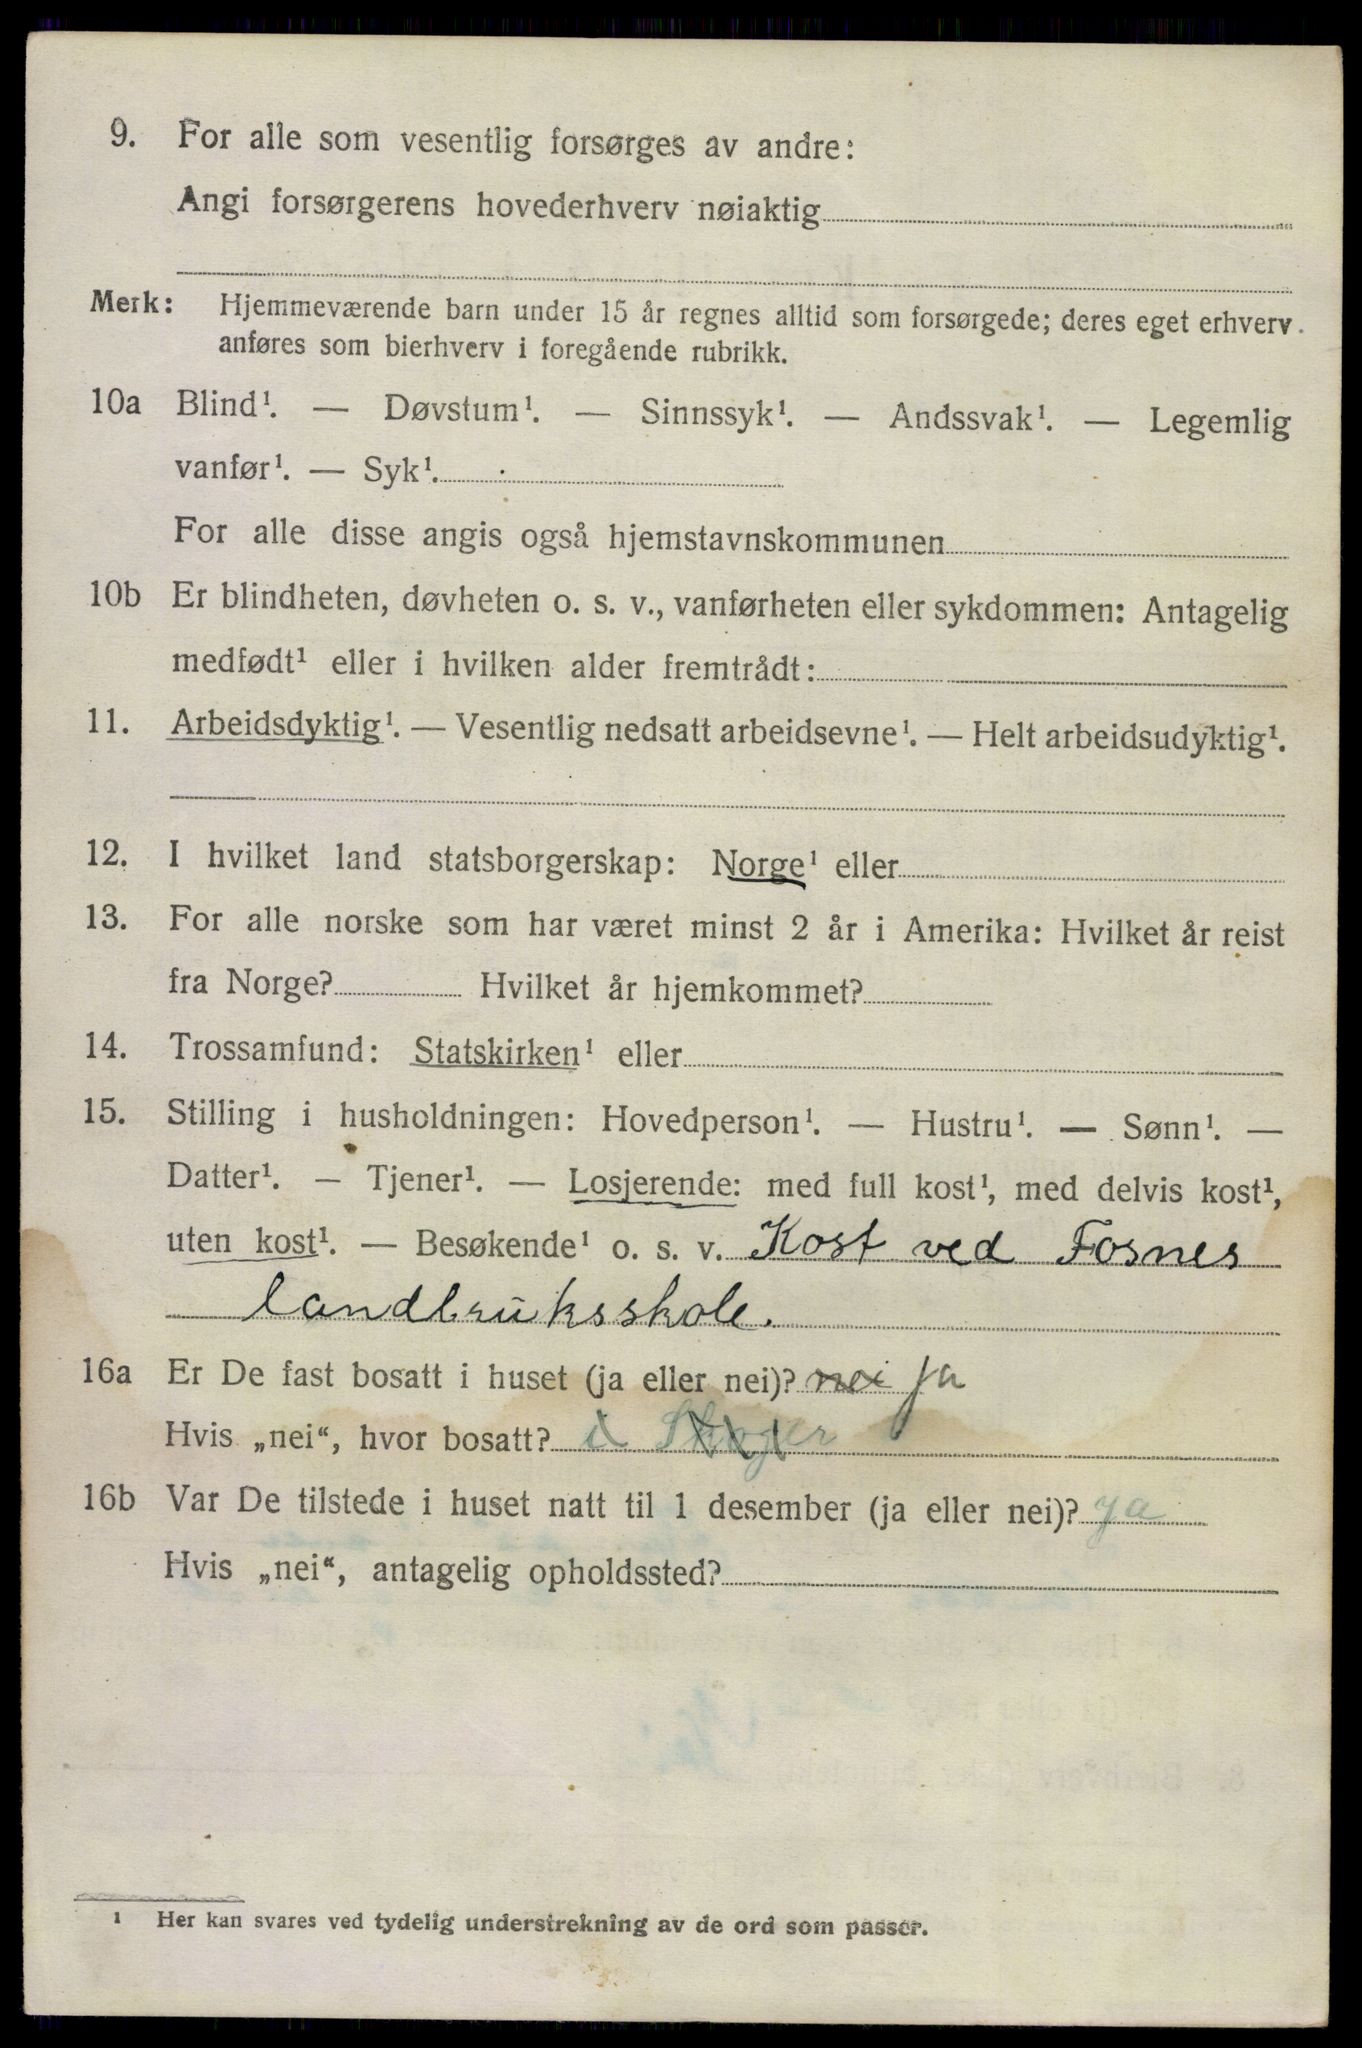 9. For alle som vesentlig forsørges av andre:
Angi forsørgerens hovederhverv nøiaktig
Merk: Hjemmeværende barn under 15 år regnes alltid som forsørgede; deres eget erhverv
anføres som bierhverv i foregående rubrikk.
10a Blind¹. — Døvstum¹. — Sinnssyk¹. — Andssvak¹. — Legemlig
vanfør¹. — Syk¹.
For alle disse angis også hjemstavnskommunen
10b Er blindheten, døvheten o. s. v., vanførheten eller sykdommen: Antagelig
medfødt¹ eller i hvilken alder fremtrådt:
11. Arbeidsdyktig¹. — Vesentlig nedsatt arbeidsevne¹. — Helt arbeidsudyktig¹.
12. I hvilket land statsborgerskap: Norge¹ eller
13. For alle norske som har været minst 2 år i Amerika: Hvilket år reist
fra Norge? Hvilket år hjemkommet?
14. Trossamfund: Statskirken¹ eller
15. Stilling i husholdningen: Hovedperson¹. — Hustru¹. — Sønn¹. —
Datter¹. — Tjener¹. — Losjerende: med full kost¹, med delvis kost¹,
uten kost¹. — Besøkende¹ o. s. v. Kost ved Fosnes
landbruksskole.
16a Er De fast bosatt i huset (ja eller nei)? nei ja
Hvis „nei“, hvor bosatt? i
16b Var De tilstede i huset natt til 1 desember (ja eller nei)? ja
Hvis „nei“, antagelig opholdssted?
¹ Her kan svares ved tydelig understrekning av de ord som passer.